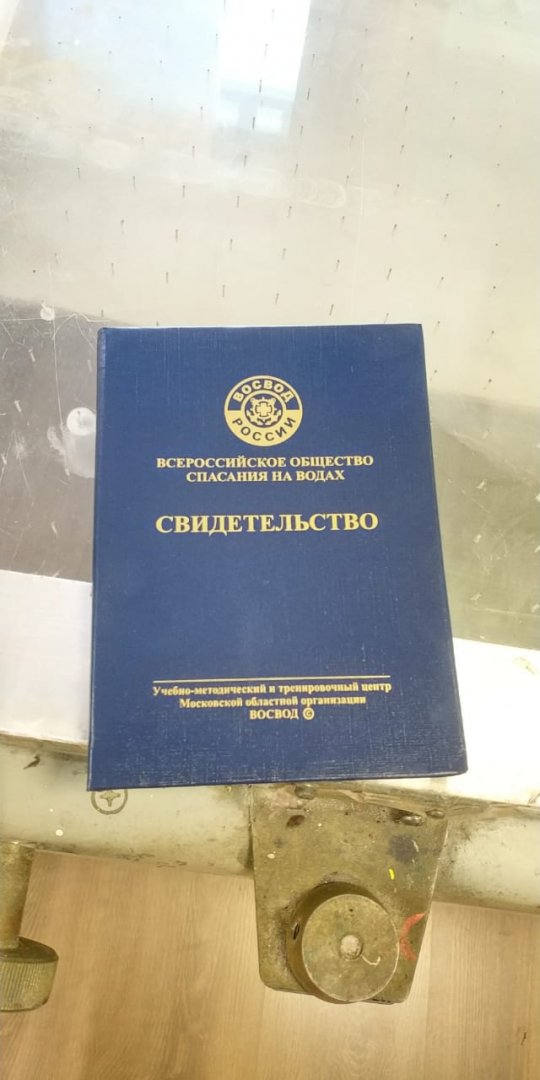 ВОСВОД
РОССИИ
ВСЕРОССИЙСКОЕ ОБЩЕСТВО
СПАСАНИЯ НА ВОДАХ
СВИДЕТЕЛЬСТВО
Учебно-методический и тренировочный центр
Московской областной организации
ВОСВОД ©